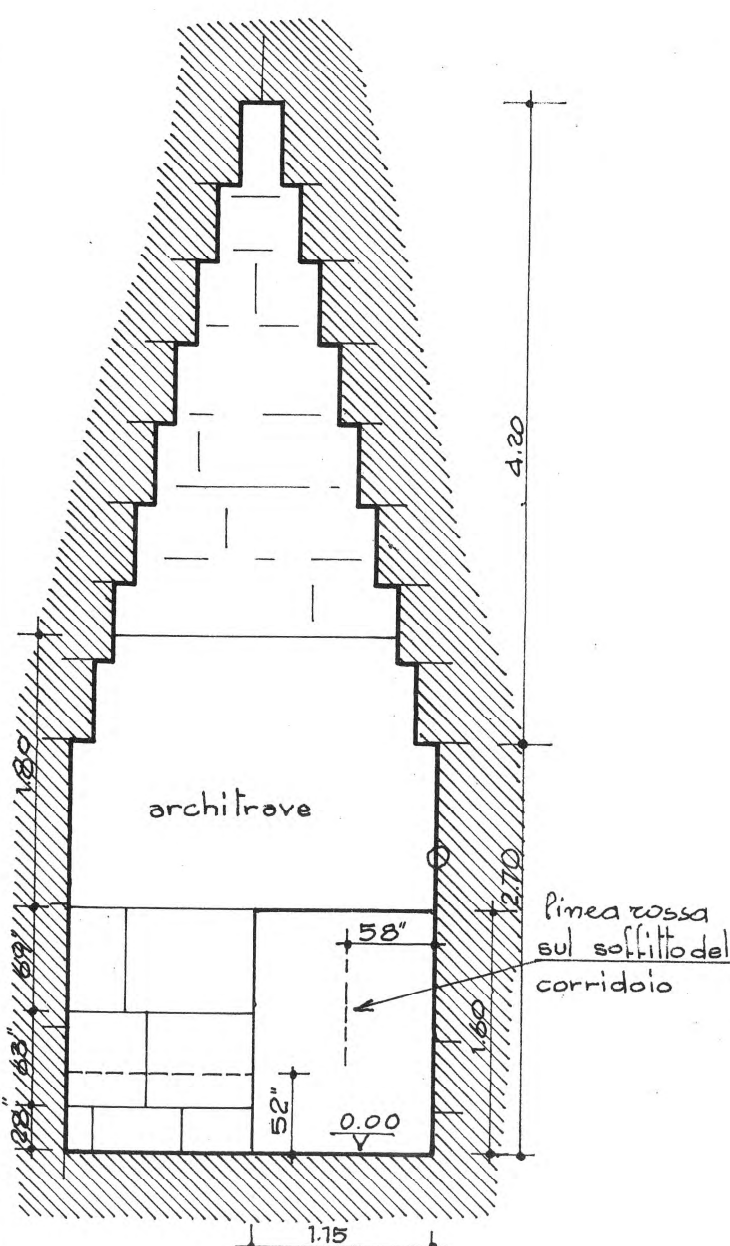 4.20
1.80
architrave
2.70
linea rossa
sul soffitto del
corridoio
58"
69"
1.60
63"
52"
0.00
28"
1.15